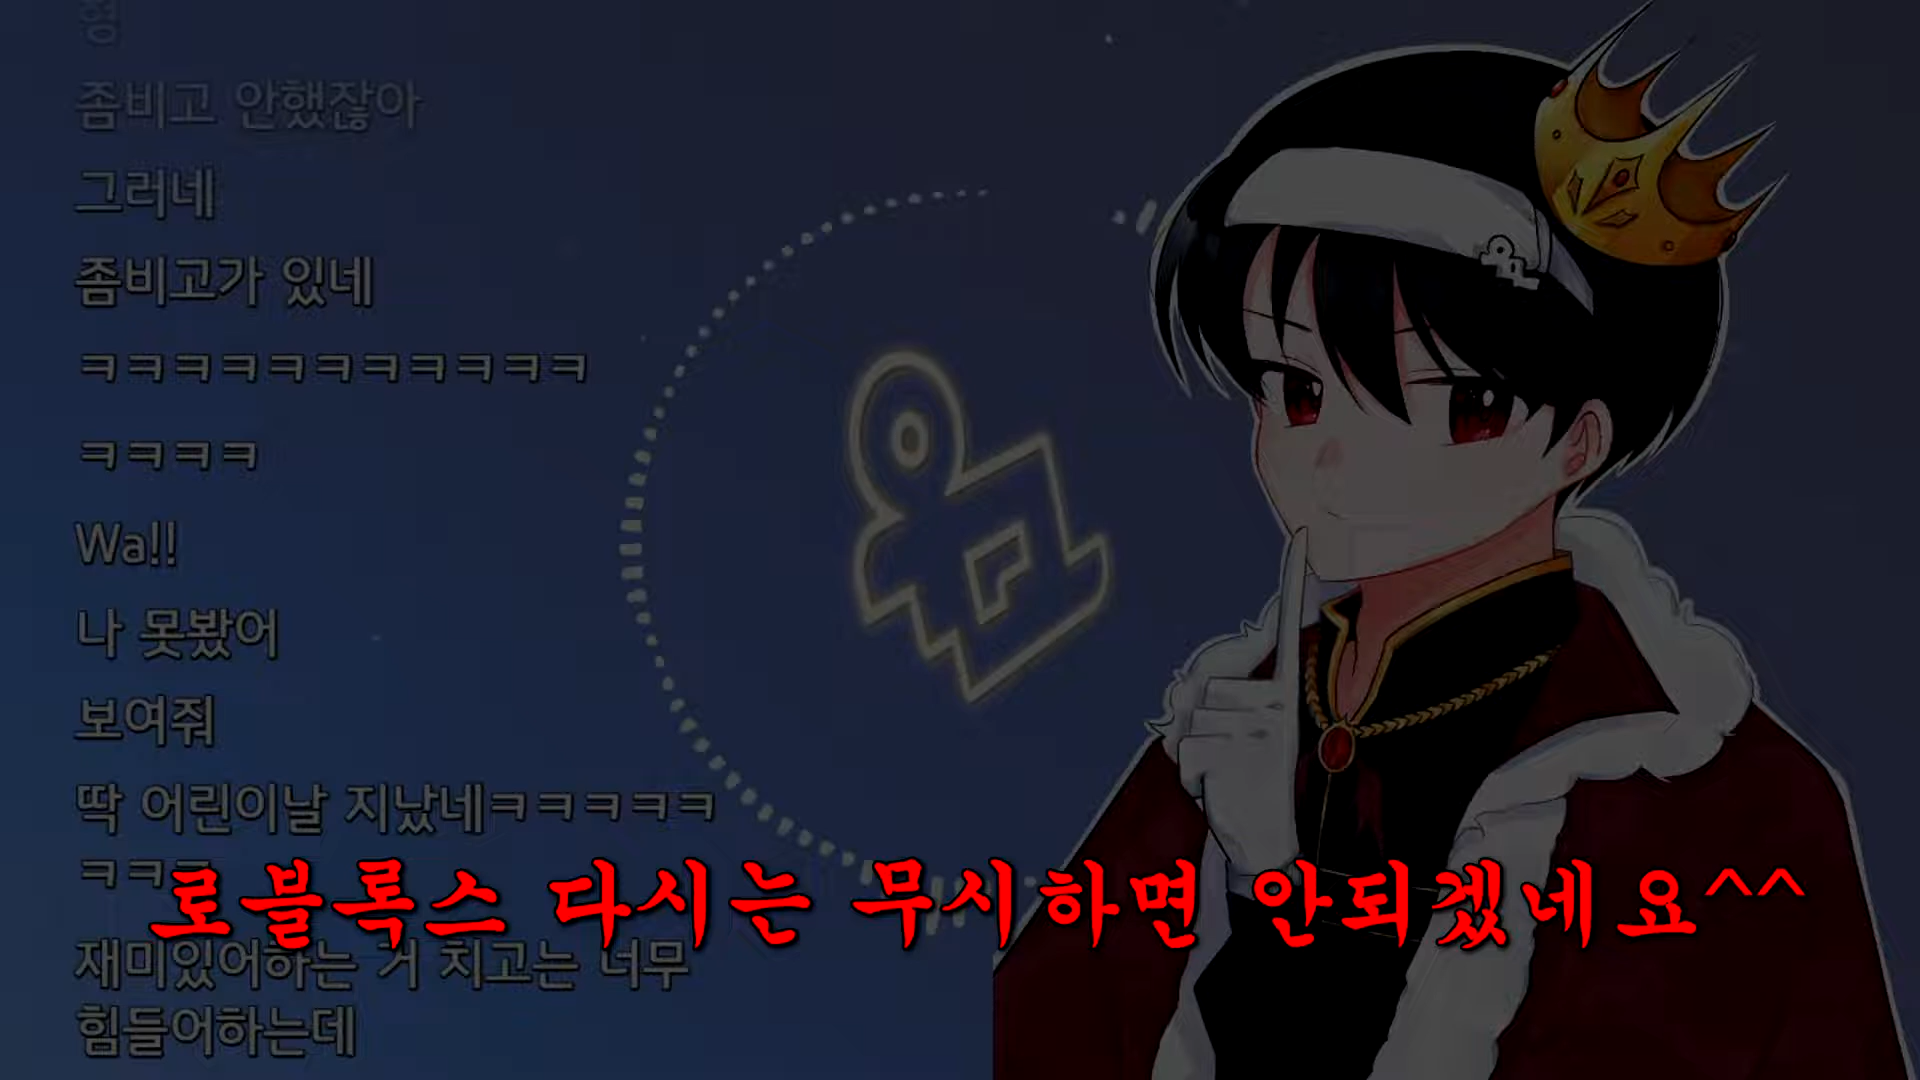 형
좀비고 안했잖아
그러네
좀비고가 있네
ㅋㅋㅋㅋㅋㅋㅋㅋㅋㅋㅋ
ㅋㅋㅋㅋ
Wa!!
나 못봤어
보여줘
딱 어린이날 지났네ㅋㅋㅋㅋㅋ
ㅋㅋㅋ
로블록스 다시는 무시하면 안되겠네요^^
재미있어하는 거 치고는 너무
힘들어하는데